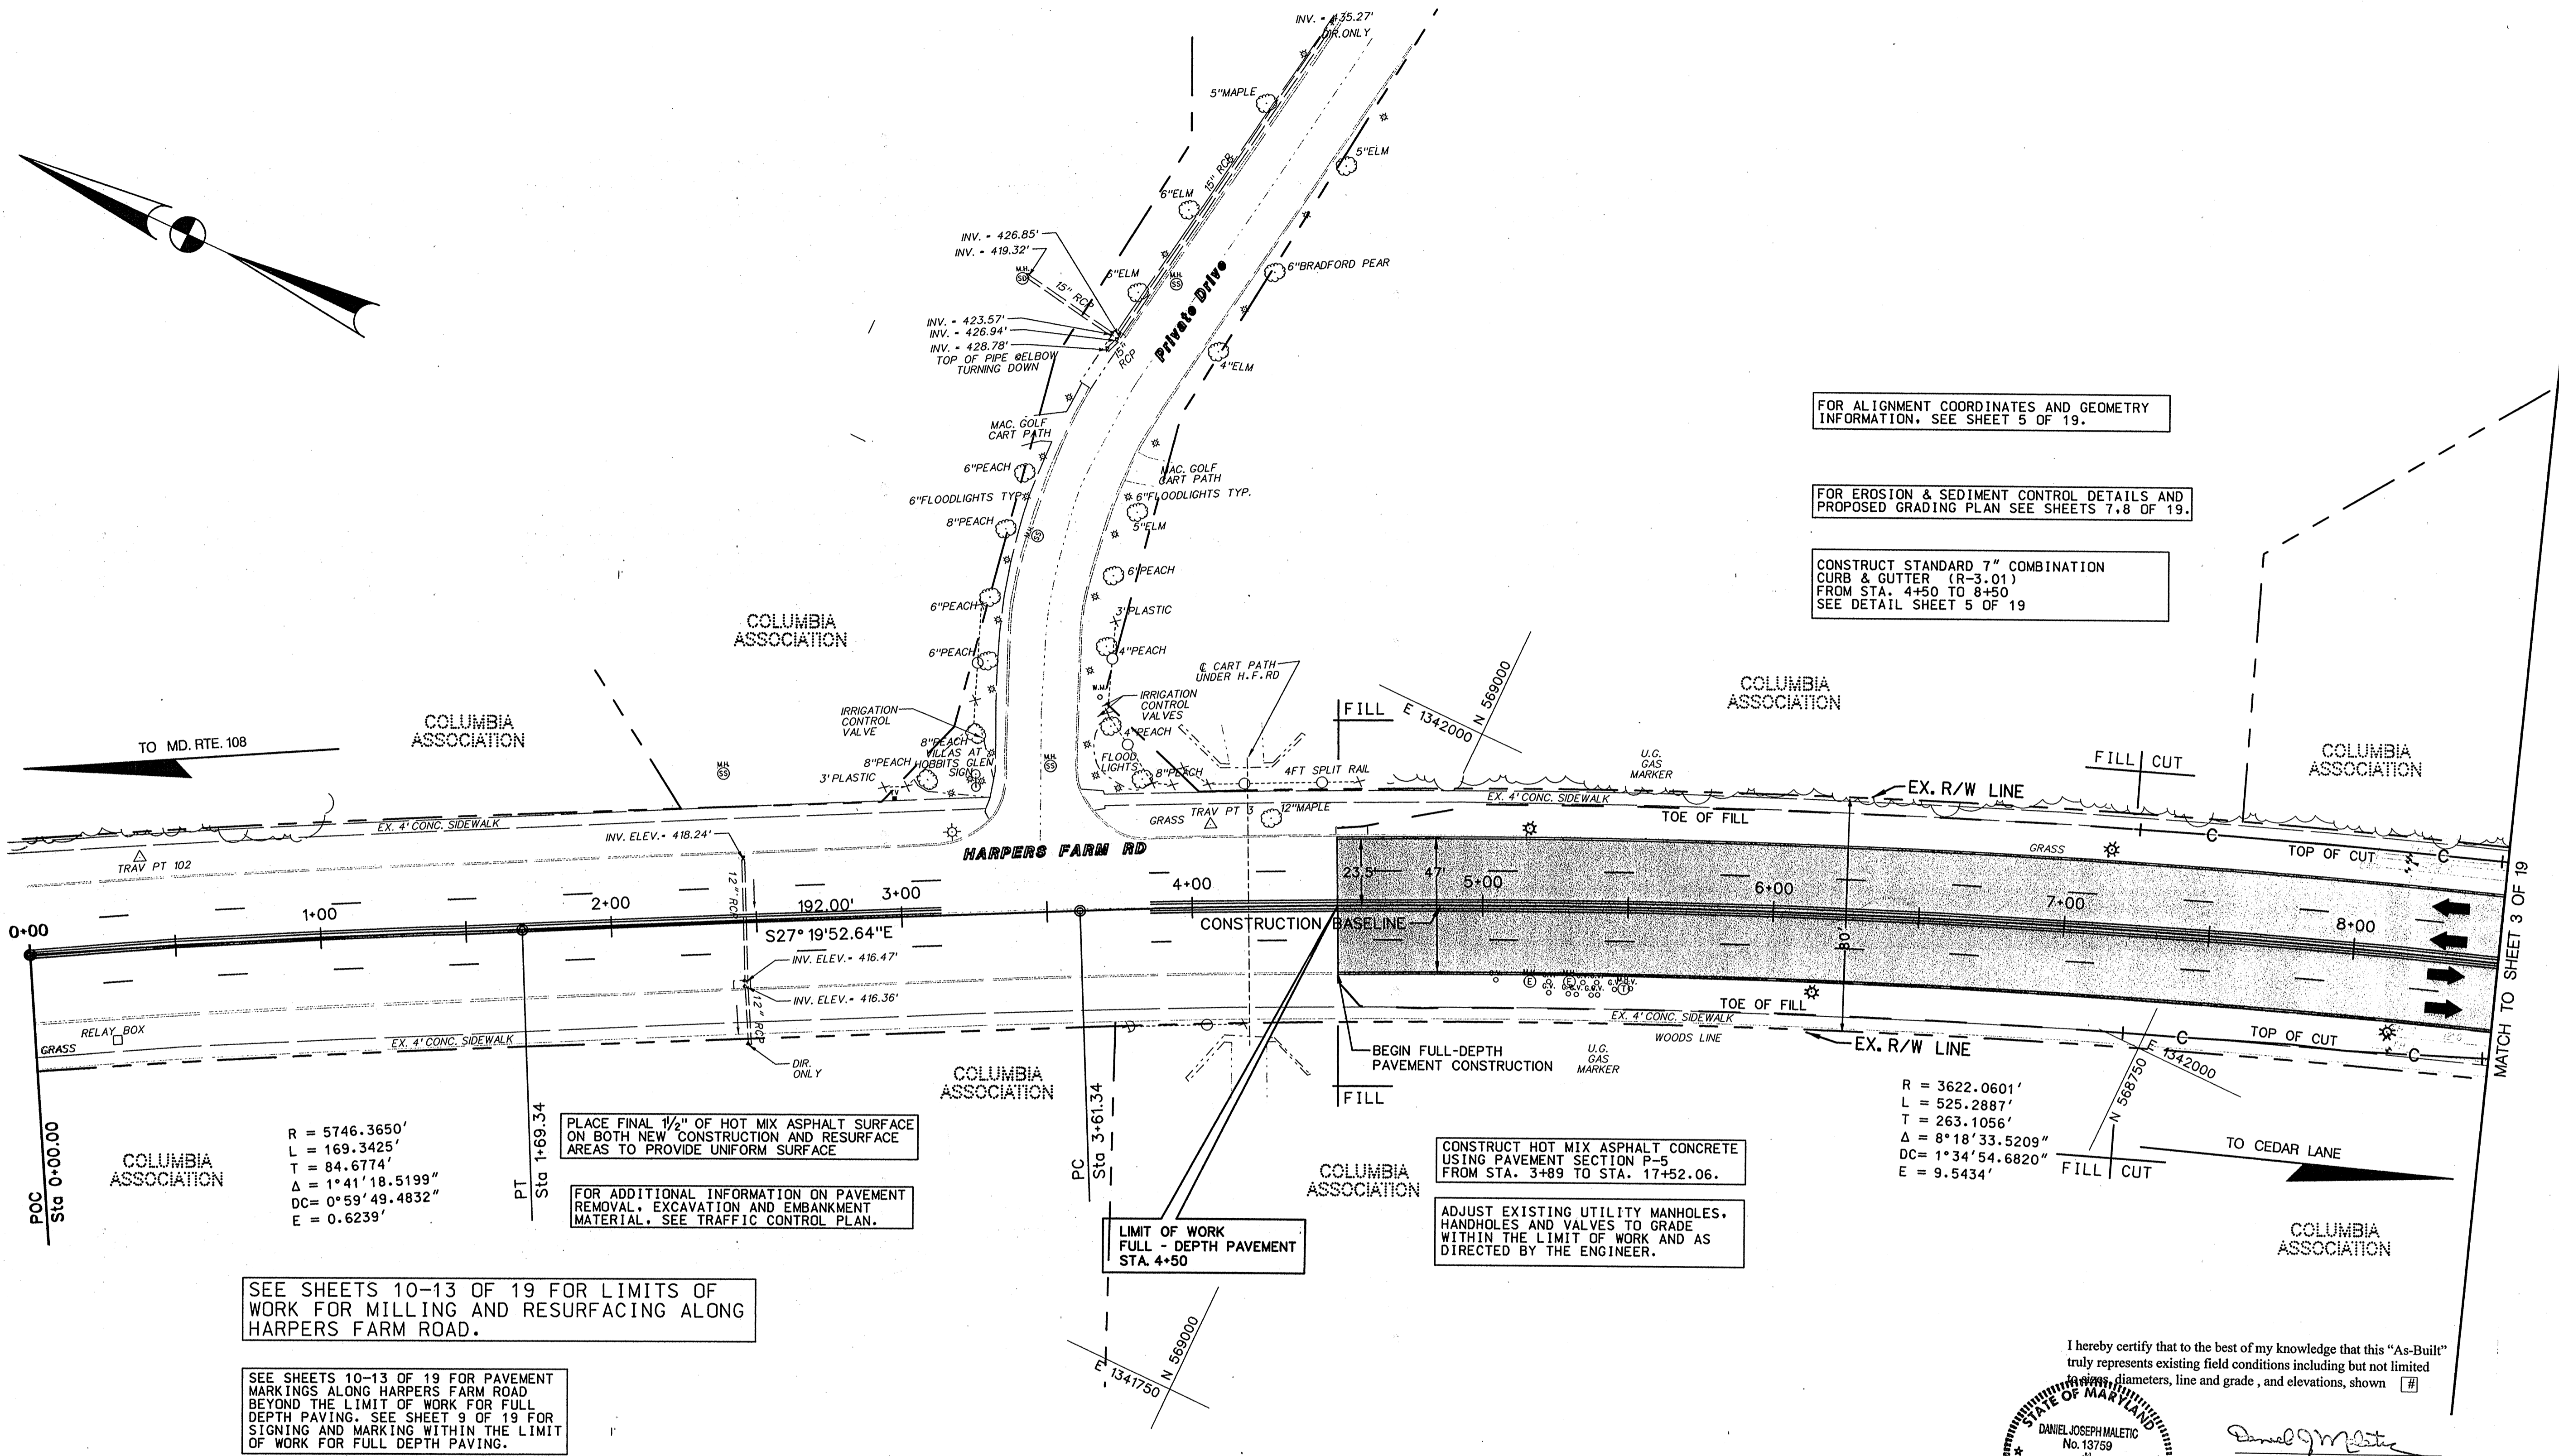 INV. = 435.27'
DIR.ONLY
5"MAPLE
5"ELM
15" RCP
6"ELM
INV. = 426.85'
INV. = 419.32'
M.H.
SD
15" RCP
6"ELM
M.H.
SS
6"BRADFORD PEAR
Private Drive
INV. = 423.57'
INV. = 426.94'
INV. = 428.78'
TOP OF PIPE @ELBOW
TURNING DOWN
15"
RCP
4"ELM
MAC. GOLF
CART PATH
6"PEACH
MAC. GOLF
CART PATH
6"FLOODLIGHTS TYP.
6"FLOODLIGHTS TYP.
8"PEACH
5"ELM
M.H.
SS
6"PEACH
6"PEACH
3'PLASTIC
6"PEACH
4"PEACH
FOR ALIGNMENT COORDINATES AND GEOMETRY
INFORMATION, SEE SHEET 5 OF 19.
FOR EROSION & SEDIMENT CONTROL DETAILS AND
PROPOSED GRADING PLAN SEE SHEETS 7,8 OF 19.
CONSTRUCT STANDARD 7" COMBINATION
CURB & GUTTER (R-3.01)
FROM STA. 4+50 TO 8+50
SEE DETAIL SHEET 5 OF 19
COLUMBIA
ASSOCIATION
COLUMBIA
ASSOCIATION
COLUMBIA
ASSOCIATION
COLUMBIA
ASSOCIATION
TO MD. RTE. 108
W.M.
IRRIGATION
CONTROL
VALVE
IRRIGATION
CONTROL
VALVES
℄ CART PATH
UNDER H.F.RD
FILL
E 1342000
N 569000
8"PEACH
VILLAS AT
HOBBITS GLEN
SIGN
8"PEACH
3' PLASTIC
4"PEACH
FLOOD
LIGHTS
8"PEACH
M.H.
SS
M.H.
SS
4FT SPLIT RAIL
U.G.
GAS
MARKER
FILL
CUT
EX. R/W LINE
EX. 4' CONC. SIDEWALK
EX. 4' CONC. SIDEWALK
TRAV PT 102
TRAV PT 3
GRASS
12"MAPLE
TOE OF FILL
GRASS
TOP OF CUT
C
C
INV. ELEV.= 418.24'
HARPERS FARM RD
12" RCP
23.5'
47'
80'
0+00
1+00
2+00
192.00'
3+00
4+00
5+00
6+00
7+00
8+00
S27° 19'52.64"E
CONSTRUCTION BASELINE
INV. ELEV.= 416.47'
INV. ELEV.= 416.36'
12" RCP
DIR.
ONLY
RELAY BOX
GRASS
EX. 4' CONC. SIDEWALK
TOE OF FILL
EX. 4' CONC. SIDEWALK
WOODS LINE
EX. R/W LINE
C
TOP OF CUT
C
MATCH TO SHEET 3 OF 19
BEGIN FULL-DEPTH
PAVEMENT CONSTRUCTION
U.G.
GAS
MARKER
FILL
E 1342000
N 568750
FILL
CUT
TO CEDAR LANE
POC
Sta 0+00.00
PT
Sta 1+69.34
PC
Sta 3+61.34
COLUMBIA
ASSOCIATION
COLUMBIA
ASSOCIATION
COLUMBIA
ASSOCIATION
COLUMBIA
ASSOCIATION
R = 5746.3650'
L = 169.3425'
T = 84.6774'
Δ = 1°41'18.5199"
DC= 0°59'49.4832"
E = 0.6239'
PLACE FINAL 1½" OF HOT MIX ASPHALT SURFACE
ON BOTH NEW CONSTRUCTION AND RESURFACE
AREAS TO PROVIDE UNIFORM SURFACE
FOR ADDITIONAL INFORMATION ON PAVEMENT
REMOVAL, EXCAVATION AND EMBANKMENT
MATERIAL, SEE TRAFFIC CONTROL PLAN.
LIMIT OF WORK
FULL - DEPTH PAVEMENT
STA. 4+50
CONSTRUCT HOT MIX ASPHALT CONCRETE
USING PAVEMENT SECTION P-5
FROM STA. 3+89 TO STA. 17+52.06.
ADJUST EXISTING UTILITY MANHOLES,
HANDHOLES AND VALVES TO GRADE
WITHIN THE LIMIT OF WORK AND AS
DIRECTED BY THE ENGINEER.
R = 3622.0601'
L = 525.2887'
T = 263.1056'
Δ = 8°18'33.5209"
DC= 1°34'54.6820"
E = 9.5434'
SEE SHEETS 10-13 OF 19 FOR LIMITS OF
WORK FOR MILLING AND RESURFACING ALONG
HARPERS FARM ROAD.
SEE SHEETS 10-13 OF 19 FOR PAVEMENT
MARKINGS ALONG HARPERS FARM ROAD
BEYOND THE LIMIT OF WORK FOR FULL
DEPTH PAVING. SEE SHEET 9 OF 19 FOR
SIGNING AND MARKING WITHIN THE LIMIT
OF WORK FOR FULL DEPTH PAVING.
E 1341750
N 569000
I hereby certify that to the best of my knowledge that this "As-Built"
truly represents existing field conditions including but not limited
to sizes, diameters, line and grade , and elevations, shown #
STATE OF MARYLAND
DANIEL JOSEPH MALETIC
No. 13759
Daniel J Maletic